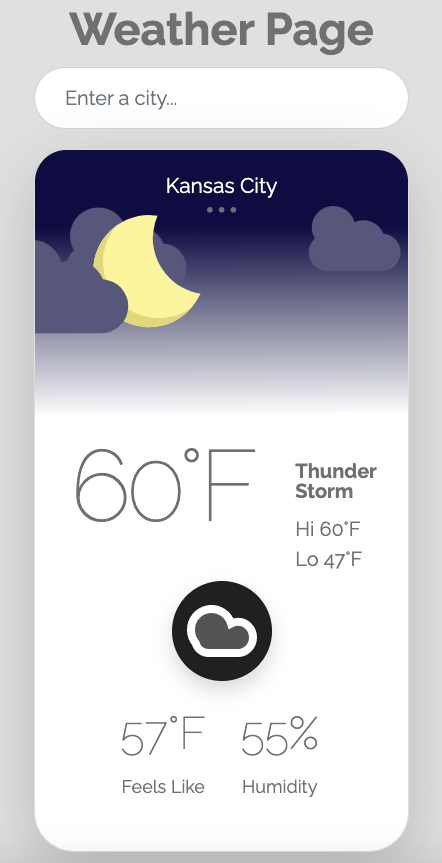 Weather Page
Enter a city...
Kansas City
60°F
Thunder
Storm
Hi 60°F
Lo 47°F
57°F 55%
Feels Like Humidity